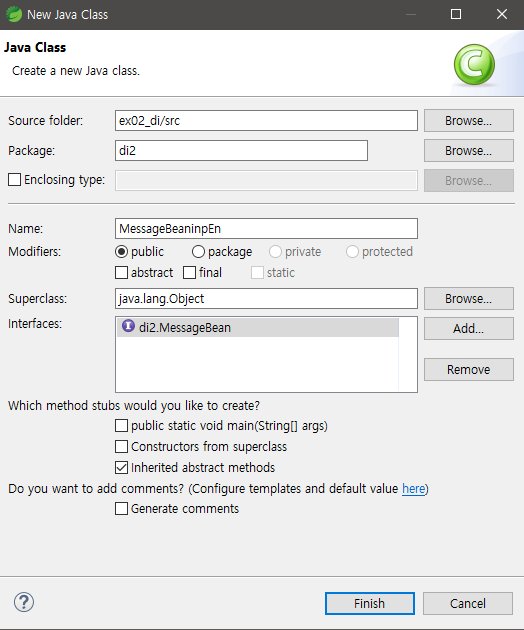 New Java Class
Java Class
Create a new Java class.
C
Source folder: ex02_di/src Browse...
Package: di2 Browse...
Enclosing type: Browse...
Name: MessageBeaninpEn
Modifiers: public package private protected
abstract final static
Superclass: java.lang.Object Browse...
Interfaces: I di2.MessageBean Add...
Remove
Which method stubs would you like to create?
public static void main(String[] args)
Constructors from superclass
Inherited abstract methods
Do you want to add comments? (Configure templates and default value here)
Generate comments
? Finish Cancel